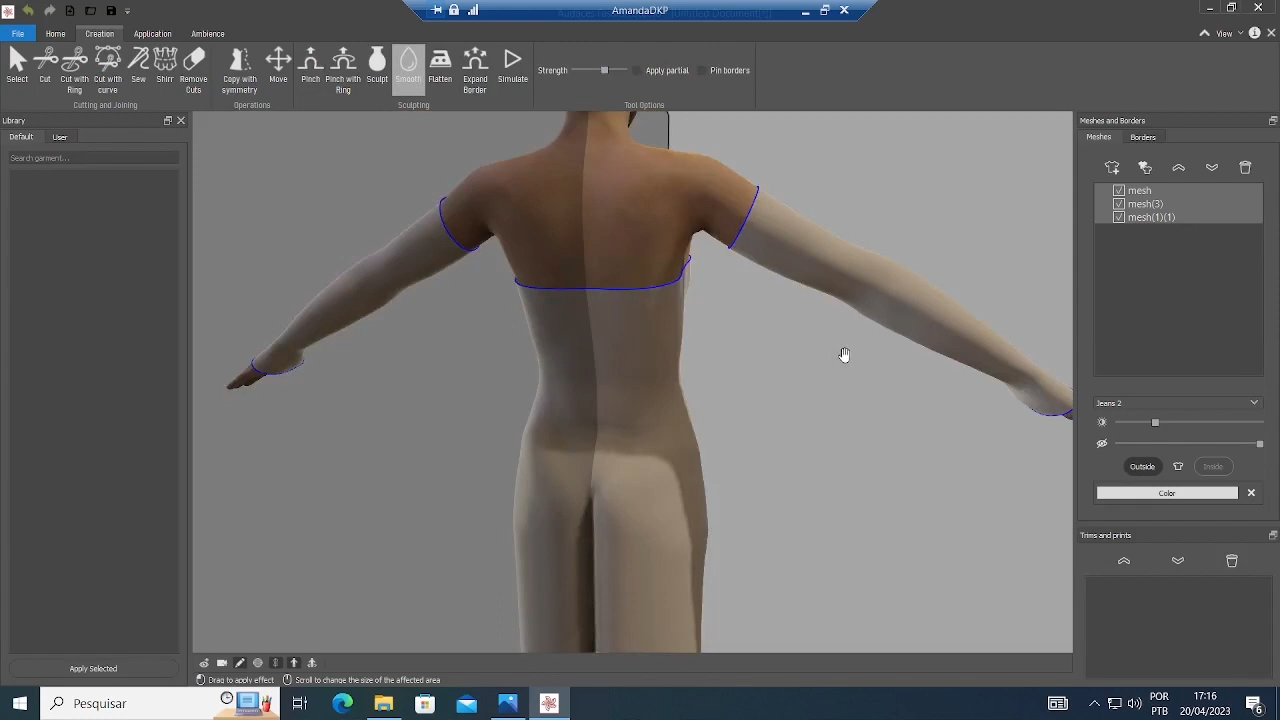 AmandaDKP
File Home Creation Application Ambience View
Select Cut Cut with Ring Cut with curve Sew Shirr Remove Cuts
Copy with symmetry Move
Pinch Pinch with Ring Sculpt Smooth Flatten Expand Border Simulate
Strength Apply partial Pin borders
Cutting and Joining Operations Sculpting Tool Options
Library
Default User
Search garment...
Apply Selected
Drag to apply effect Scroll to change the size of the affected area
Meshes and Borders
Meshes Borders
mesh
mesh(3)
mesh(1)(1)
Jeans 2
Outside Inside
Color
Trims and prints
Pesquisar
POR
PTB
17:16
20/04/2023
6